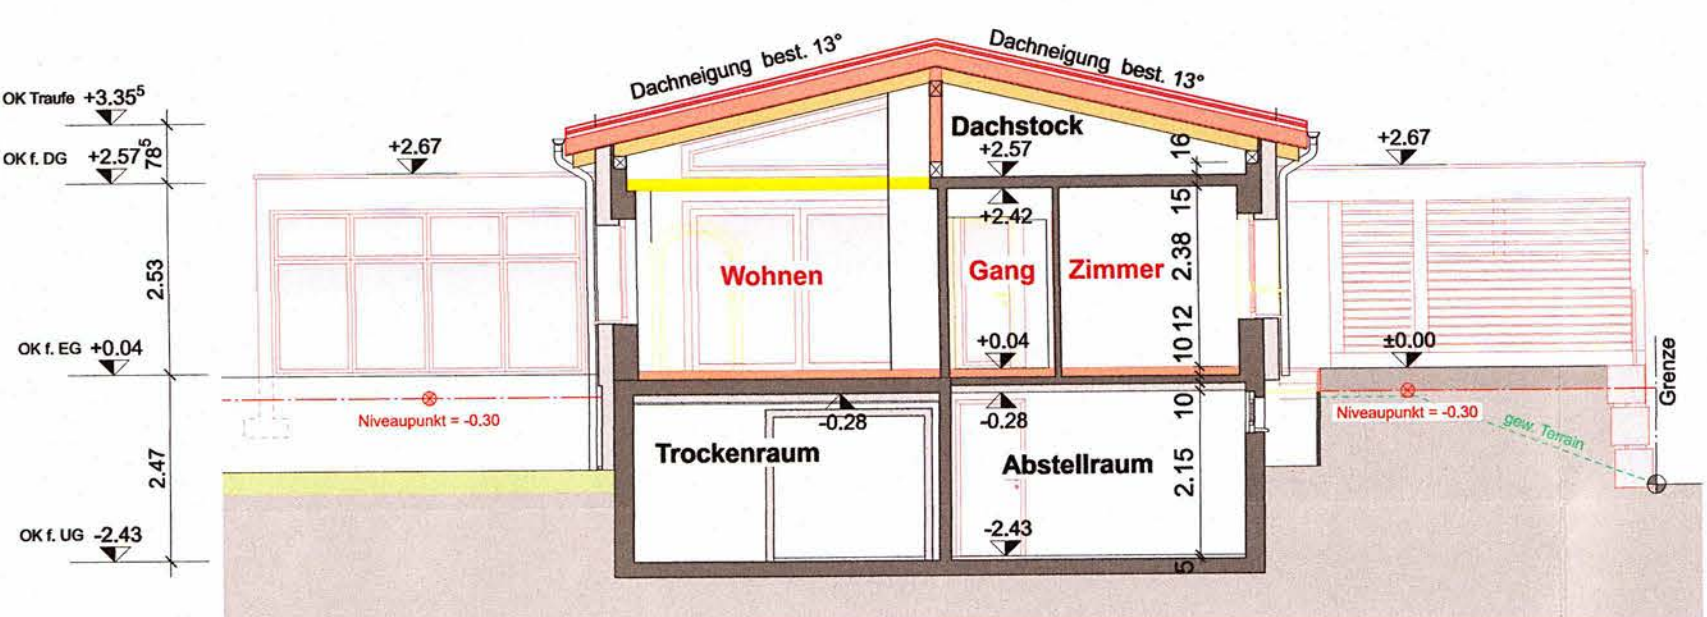 Dachneigung best. 13°
Dachneigung best. 13°
OK Traufe +3.35⁵
OK f. DG +2.57
78⁵
+2.67
Dachstock
+2.57
16
+2.67
15
+2.42
2.53
Wohnen
Gang
Zimmer
2.38
OK f. EG +0.04
+0.04
12
10
±0.00
Grenze
Niveaupunkt = -0.30
-0.28
-0.28
10
Niveaupunkt = -0.30
gew. Terrain
2.47
Trockenraum
Abstellraum
2.15
OK f. UG -2.43
-2.43
5